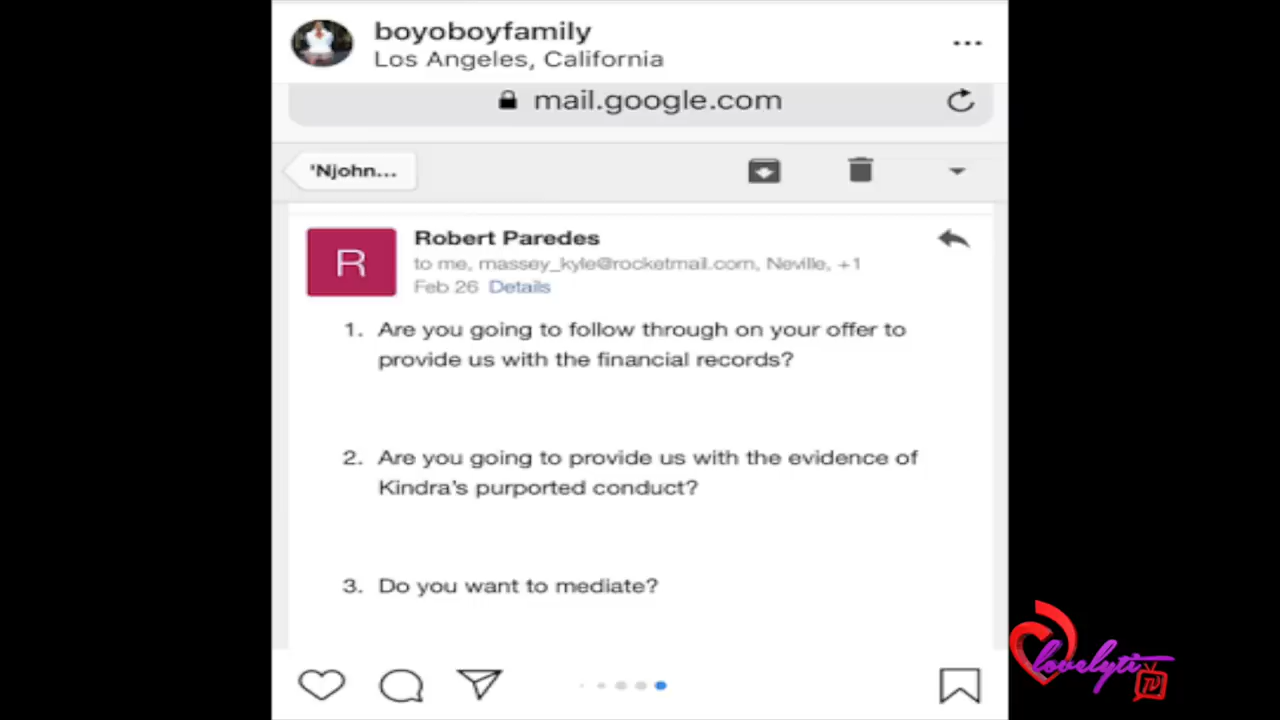 boyoboyfamily
Los Angeles, California
mail.google.com
'Njohn...
R
Robert Paredes
to me, massey_kyle@rocketmail.com, Neville, +1
Feb 26 Details
1. Are you going to follow through on your offer to
provide us with the financial records?
2. Are you going to provide us with the evidence of
Kindra's purported conduct?
3. Do you want to mediate?
lovelyti
TV